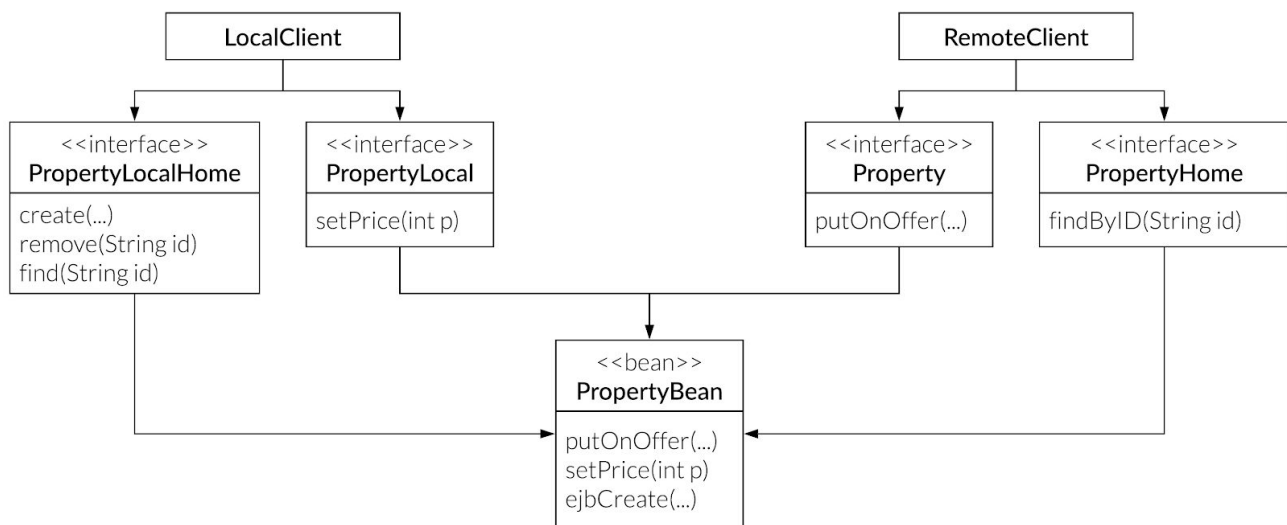 LocalClient
RemoteClient
<<interface>>
PropertyLocalHome
create(...)
remove(String id)
find(String id)
<<interface>>
PropertyLocal
setPrice(int p)
<<interface>>
Property
putOnOffer(...)
<<interface>>
PropertyHome
findByID(String id)
<<bean>>
PropertyBean
putOnOffer(...)
setPrice(int p)
ejbCreate(...)